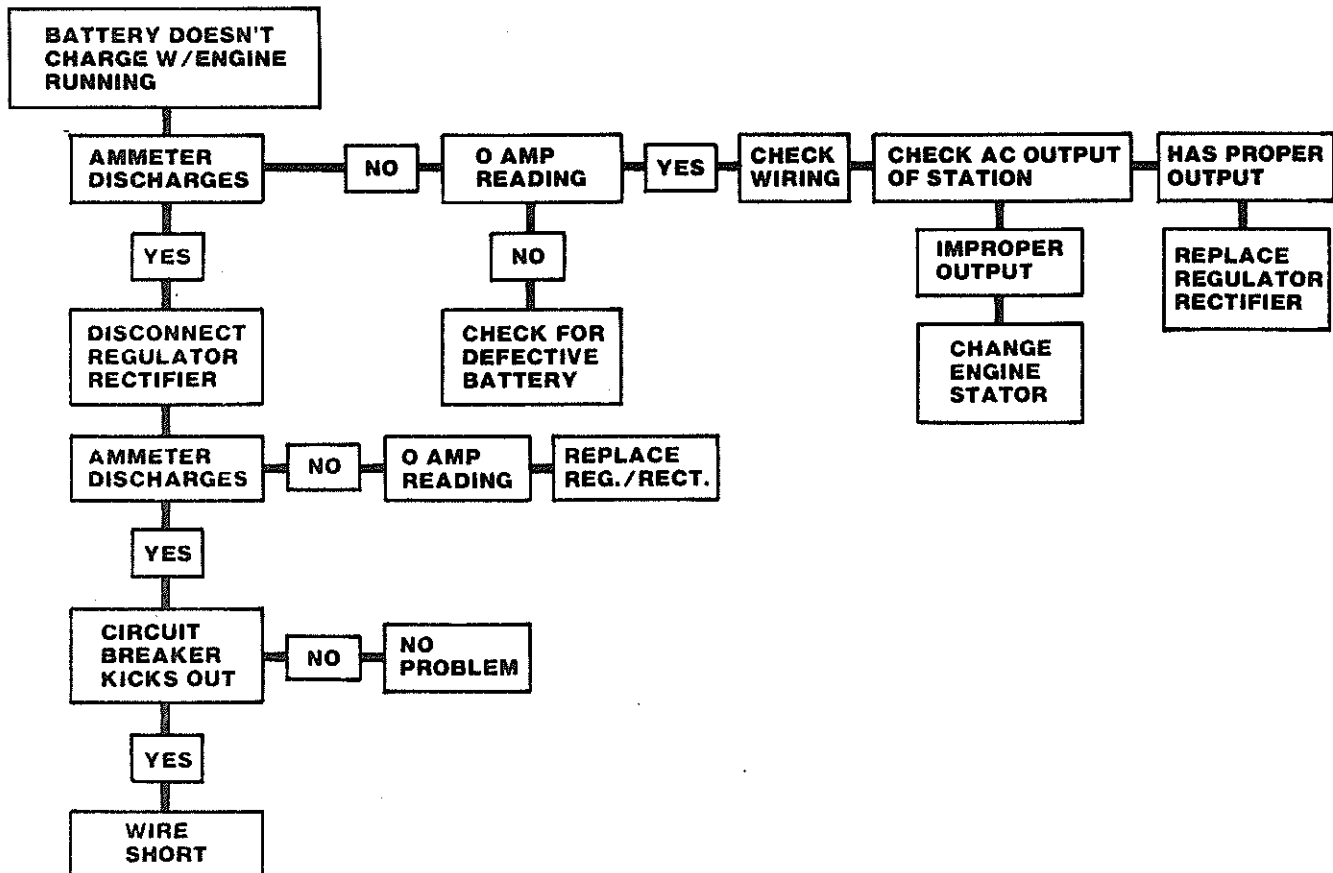 BATTERY DOESN'T
CHARGE W/ENGINE
RUNNING
AMMETER
DISCHARGES
NO
O AMP
READING
YES
CHECK
WIRING
CHECK AC OUTPUT
OF STATION
HAS PROPER
OUTPUT
YES
NO
IMPROPER
OUTPUT
REPLACE
REGULATOR
RECTIFIER
DISCONNECT
REGULATOR
RECTIFIER
CHECK FOR
DEFECTIVE
BATTERY
CHANGE
ENGINE
STATOR
AMMETER
DISCHARGES
NO
O AMP
READING
REPLACE
REG./RECT.
YES
CIRCUIT
BREAKER
KICKS OUT
NO
NO
PROBLEM
YES
WIRE
SHORT